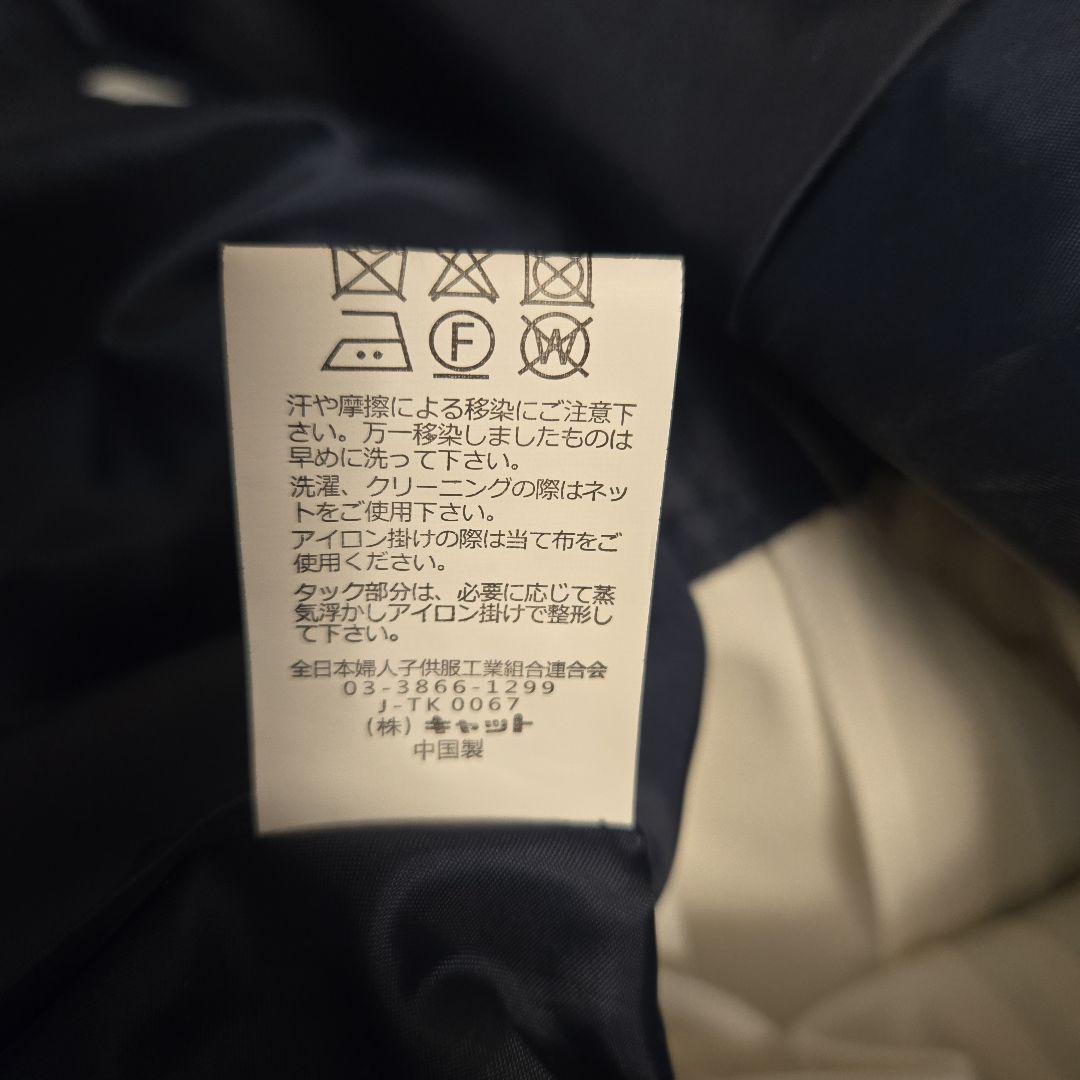 F
W
汗や摩擦による移染にご注意下
さい。万一移染しましたものは
早めに洗って下さい。
洗濯、クリーニングの際はネッ
トをご使用下さい。
アイロン掛けの際は当て布をご
使用ください。
タック部分は、必要に応じて蒸
気浮かしアイロン掛けで整形し
て下さい。
全日本婦人子供服工業組合連合会
03-3866-1299
J-TK 0067
(株) キャット
中国製